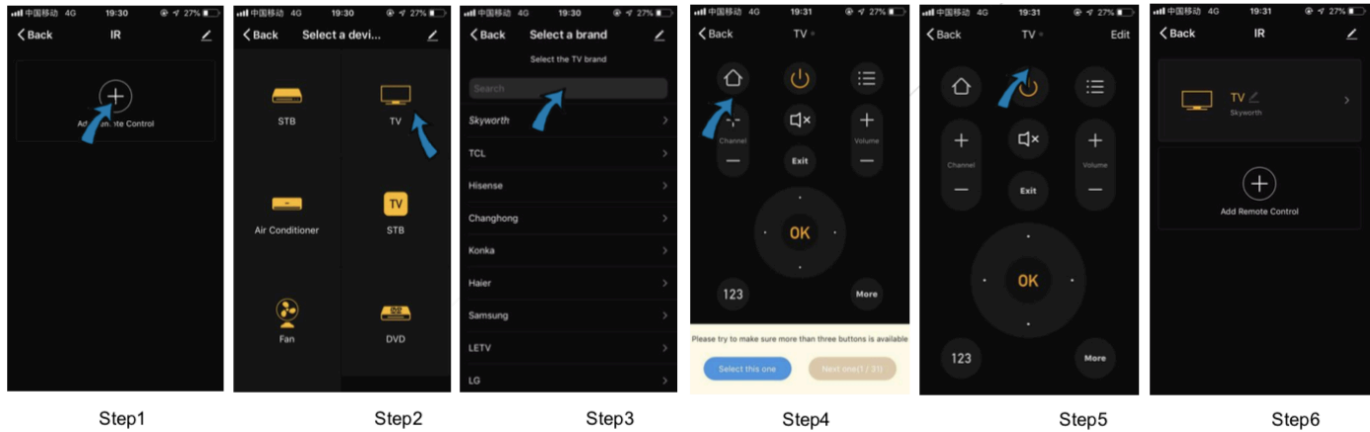 中国移动 4G 19:30 27%
Back IR
Add Remote Control
Step1
中国移动 4G 19:30 27%
Back Select a devi...
STB
TV
Air Conditioner
TV
STB
Fan
DVD
Step2
中国移动 4G 19:30 27%
Back Select a brand
Select the TV brand
Search
Skyworth
TCL
Hisense
Changhong
Konka
Haier
Samsung
LETV
LG
Step3
中国移动 4G 19:31 27%
Back TV
Channel
Volume
Exit
OK
123
More
Please try to make sure more than three buttons is available
Select this one
Next one(1 / 31)
Step4
中国移动 4G 19:31 27%
Back TV Edit
Channel
Volume
Exit
OK
123
More
Step5
中国移动 4G 19:31 27%
Back IR
TV
Skyworth
Add Remote Control
Step6